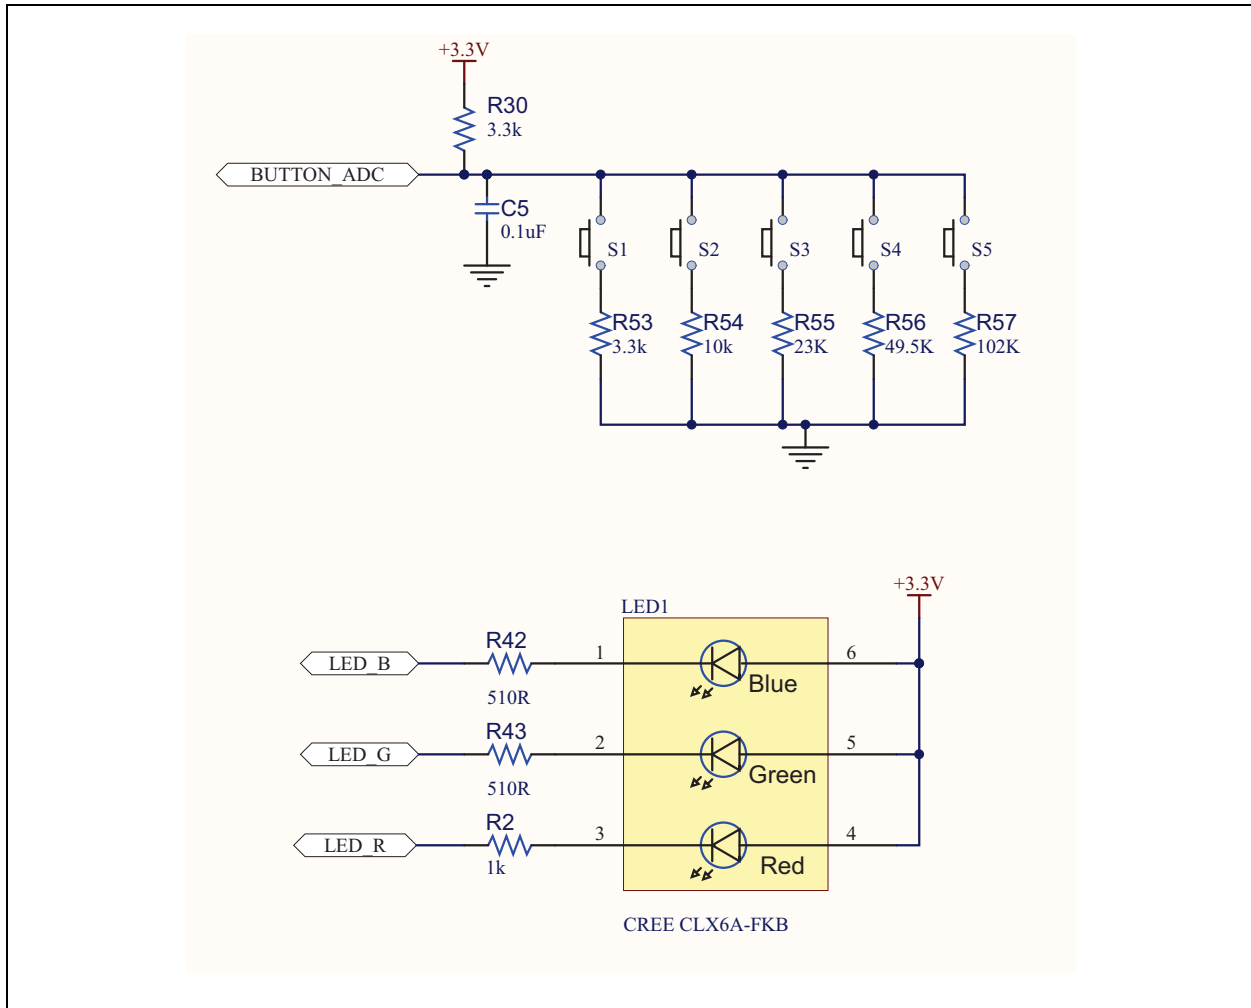 +3.3V
R30
3.3k
BUTTON_ADC
C5
0.1uF
S1
S2
S3
S4
S5
R53
3.3k
R54
10k
R55
23K
R56
49.5K
R57
102K
+3.3V
LED1
R42
LED_B
1
6
510R
Blue
R43
LED_G
2
5
510R
Green
R2
LED_R
3
4
1k
Red
CREE CLX6A-FKB